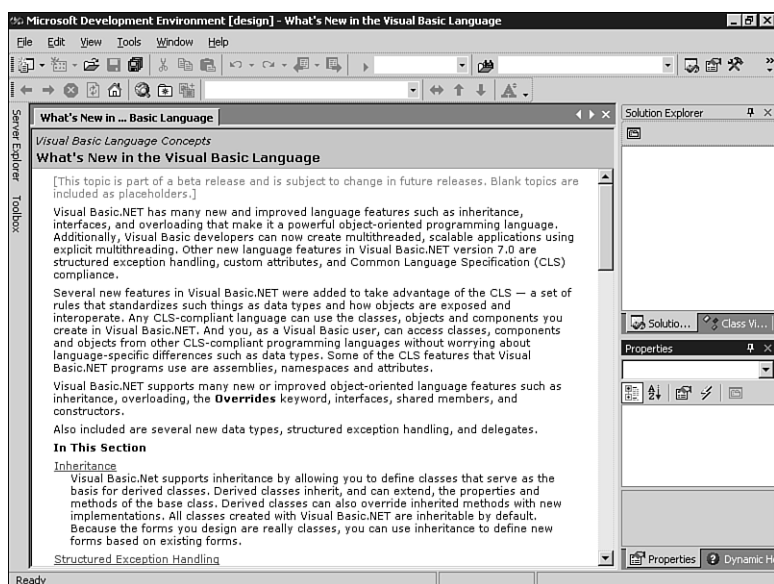 Microsoft Development Environment [design] - What's New in the Visual Basic Language
File Edit View Tools Window Help
What's New in ... Basic Language
Solution Explorer
Server Explorer
Toolbox
Visual Basic Language Concepts
What's New in the Visual Basic Language
[This topic is part of a beta release and is subject to change in future releases. Blank topics are
included as placeholders.]
Visual Basic.NET has many new and improved language features such as inheritance,
interfaces, and overloading that make it a powerful object-oriented programming language.
Additionally, Visual Basic developers can now create multithreaded, scalable applications using
explicit multithreading. Other new language features in Visual Basic.NET version 7.0 are
structured exception handling, custom attributes, and Common Language Specification (CLS)
compliance.
Several new features in Visual Basic.NET were added to take advantage of the CLS — a set of
rules that standardizes such things as data types and how objects are exposed and
interoperate. Any CLS-compliant language can use the classes, objects and components you
create in Visual Basic.NET. And you, as a Visual Basic user, can access classes, components
and objects from other CLS-compliant programming languages without worrying about
language-specific differences such as data types. Some of the CLS features that Visual
Basic.NET programs use are assemblies, namespaces and attributes.
Visual Basic.NET supports many new or improved object-oriented language features such as
inheritance, overloading, the Overrides keyword, interfaces, shared members, and
constructors.
Also included are several new data types, structured exception handling, and delegates.
In This Section
Inheritance
Visual Basic.Net supports inheritance by allowing you to define classes that serve as the
basis for derived classes. Derived classes inherit, and can extend, the properties and
methods of the base class. Derived classes can also override inherited methods with new
implementations. All classes created with Visual Basic.NET are inheritable by default.
Because the forms you design are really classes, you can use inheritance to define new
forms based on existing forms.
Structured Exception Handling
Solutio... Class Vi...
Properties
Properties Dynamic He
Ready